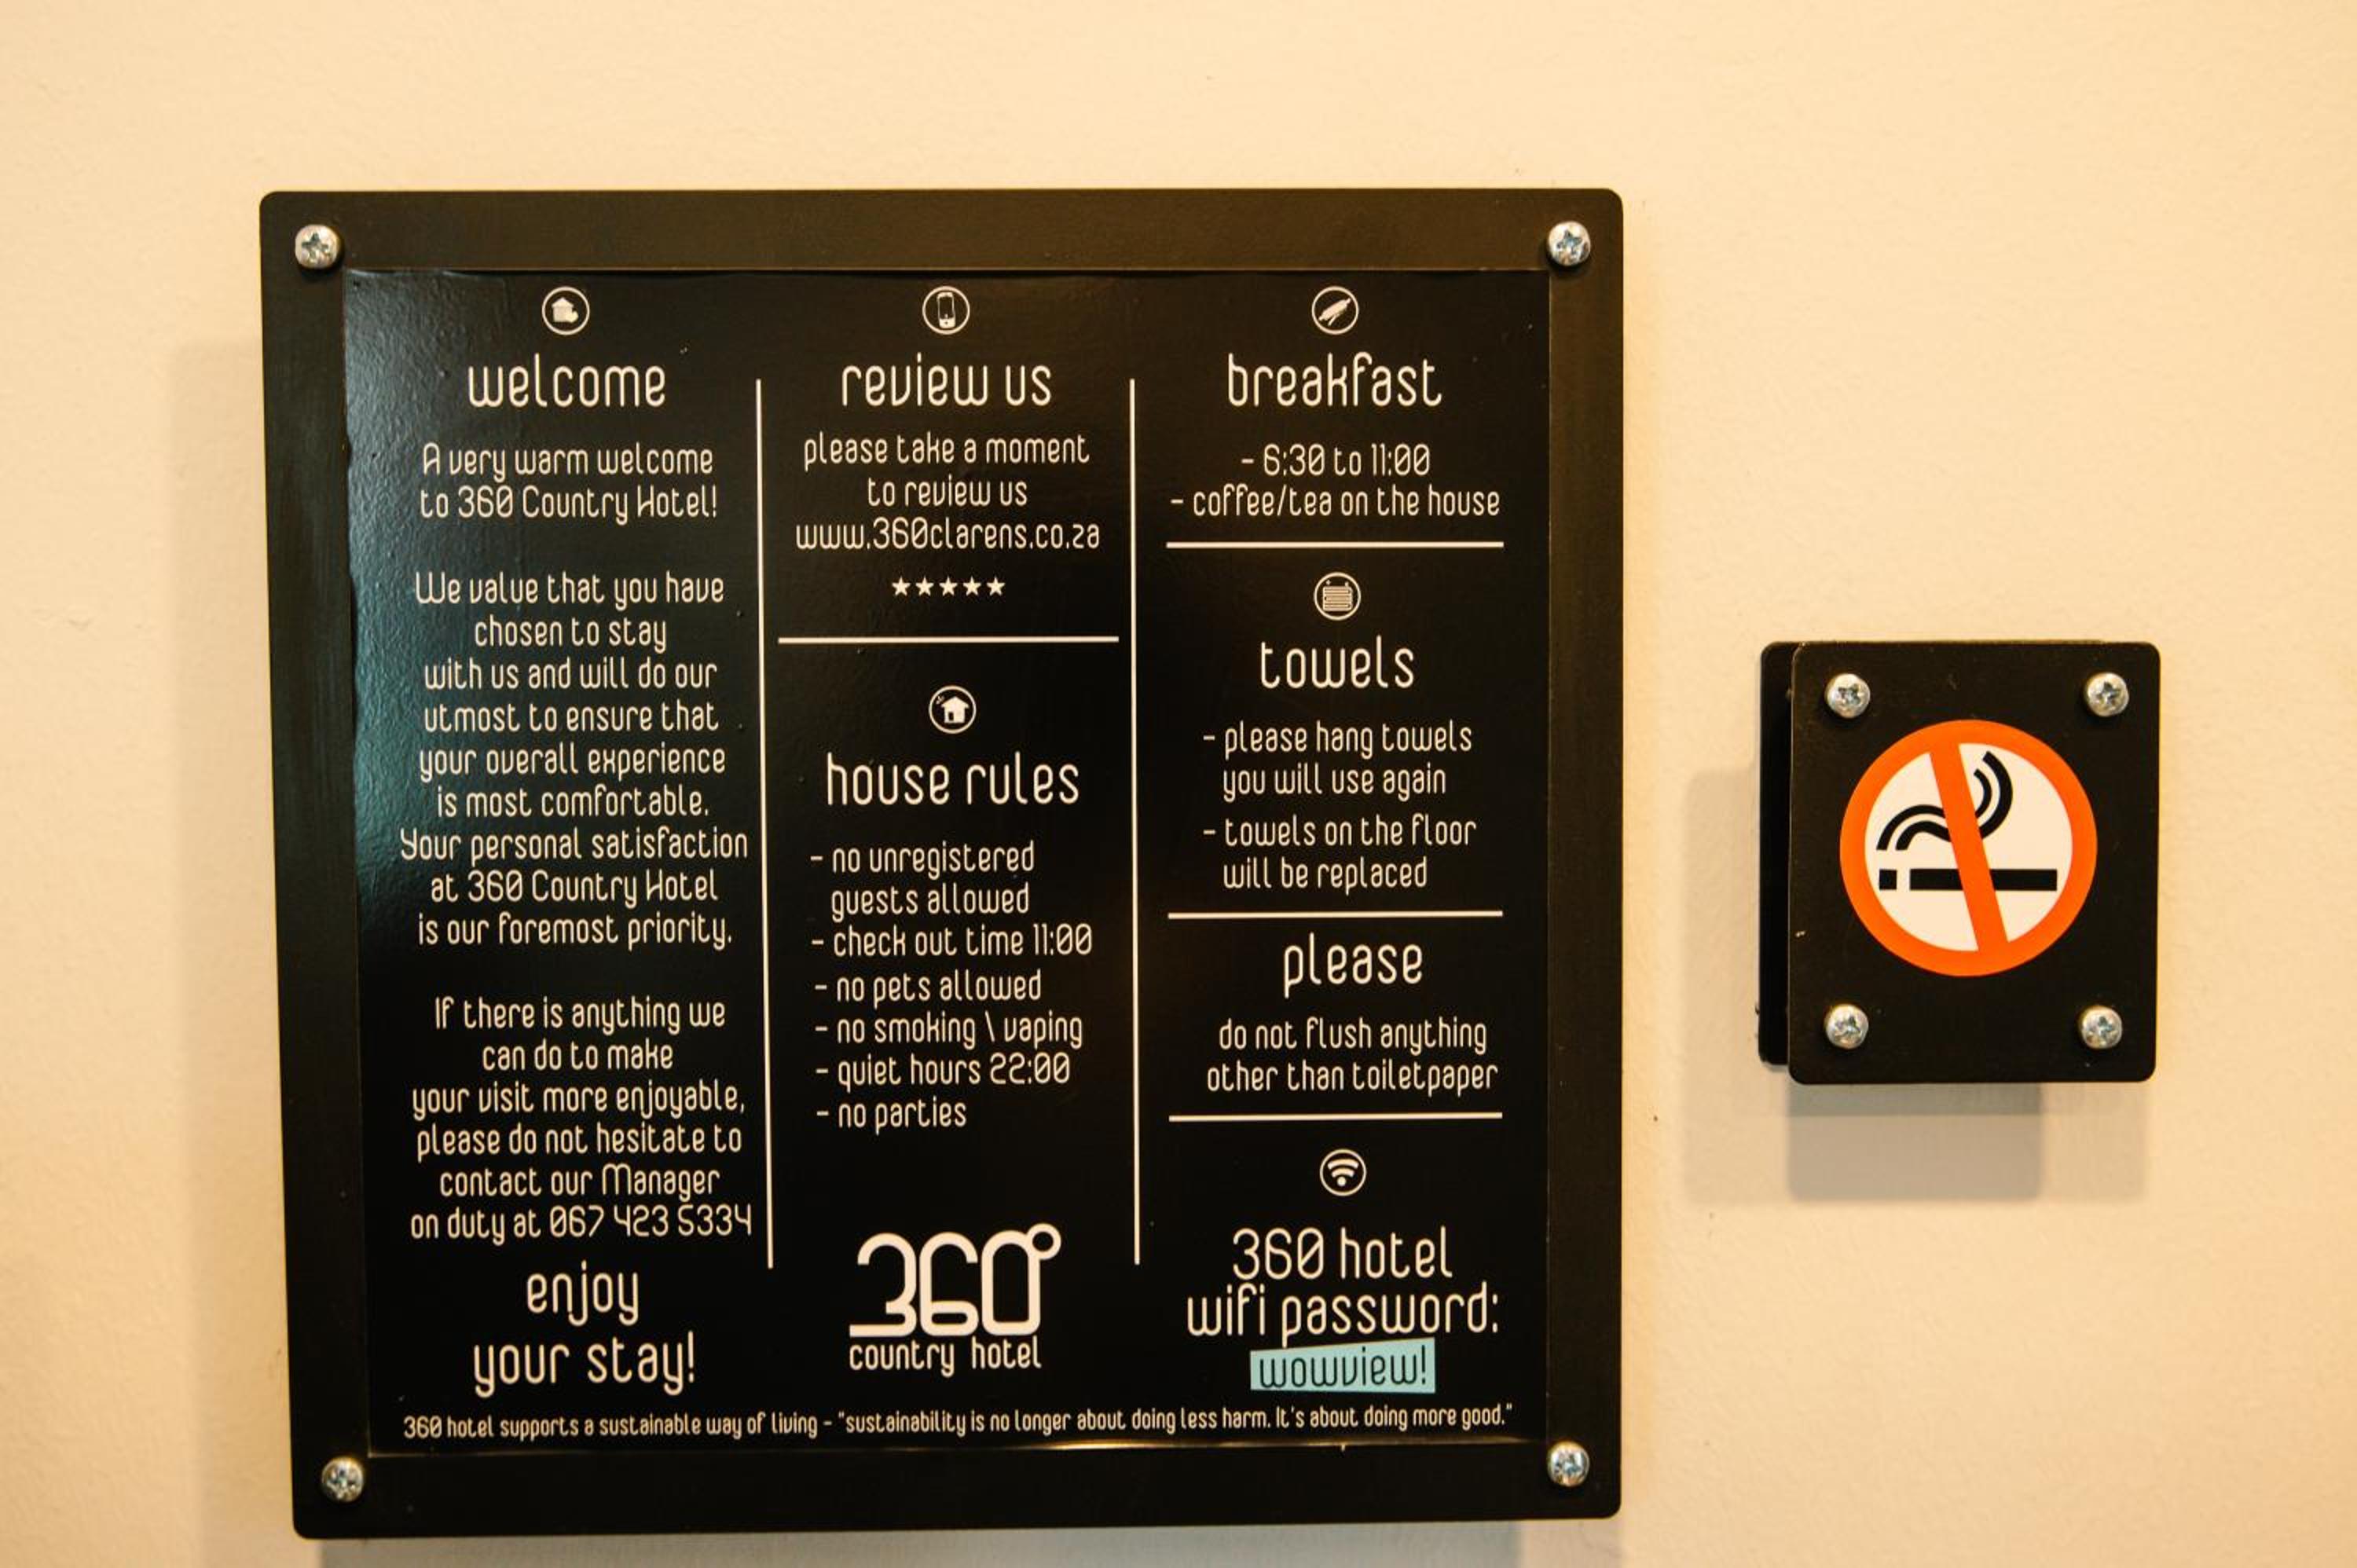 welcome
A very warm welcome
to 360 Country Hotel!
We value that you have
chosen to stay
with us and will do our
utmost to ensure that
your overall experience
is most comfortable.
Your personal satisfaction
at 360 Country Hotel
is our foremost priority.
If there is anything we
can do to make
your visit more enjoyable,
please do not hesitate to
contact our Manager
on duty at 067 423 5334
enjoy
your stay!
review us
please take a moment
to review us
www.360clarens.co.za
★★★★★
house rules
- no unregistered
guests allowed
- check out time 11:00
- no pets allowed
- no smoking \ vaping
- quiet hours 22:00
- no parties
360°
country hotel
breakfast
- 6:30 to 11:00
- coffee/tea on the house
towels
- please hang towels
you will use again
- towels on the floor
will be replaced
please
do not flush anything
other than toiletpaper
360 hotel
wifi password:
wowview!
360 hotel supports a sustainable way of living - "sustainability is no longer about doing less harm. It's about doing more good."